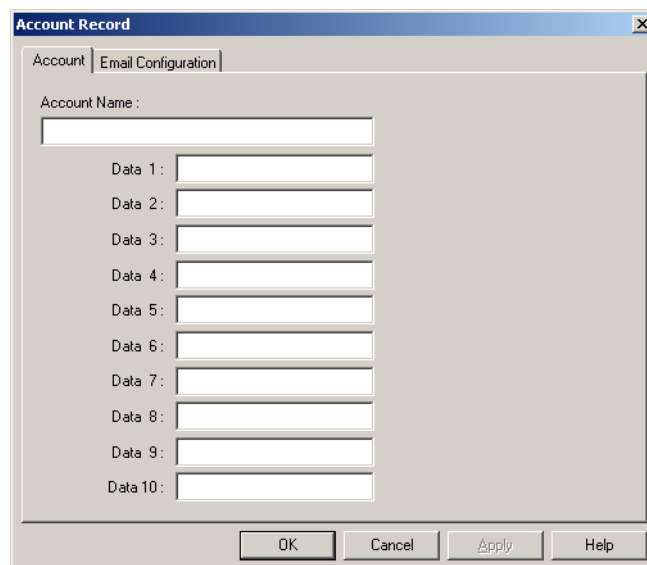 Account Record
Account
Email Configuration
Account Name :
Data 1 :
Data 2 :
Data 3 :
Data 4 :
Data 5 :
Data 6 :
Data 7 :
Data 8 :
Data 9 :
Data 10 :
OK Cancel Apply Help